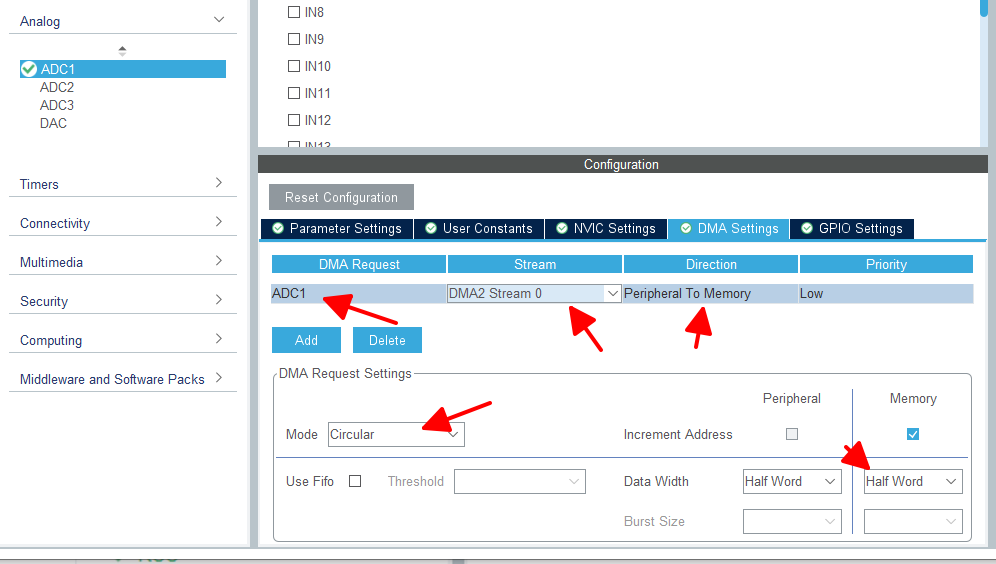 Analog
ADC1
ADC2
ADC3
DAC
Timers
Connectivity
Multimedia
Security
Computing
Middleware and Software Packs
IN8
IN9
IN10
IN11
IN12
IN13
Configuration
Reset Configuration
Parameter Settings User Constants NVIC Settings DMA Settings GPIO Settings
DMA Request Stream Direction Priority
ADC1 DMA2 Stream 0 Peripheral To Memory Low
Add Delete
DMA Request Settings
Peripheral Memory
Mode Circular Increment Address
Use Fifo Threshold Data Width Half Word Half Word
Burst Size